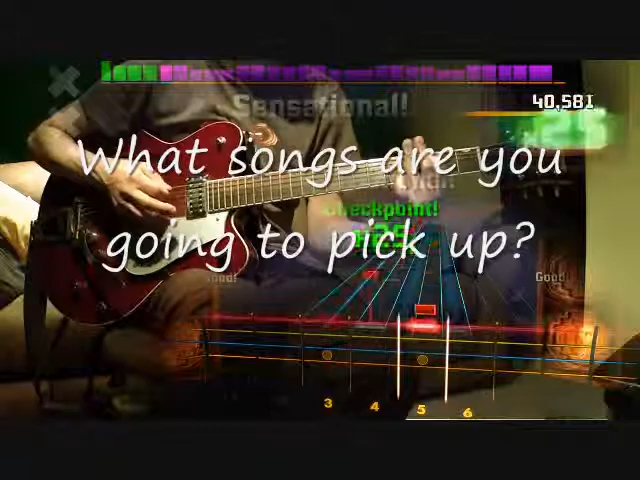 Sensational!
40,581
What songs are you
Checkpoint!
going to pick up?
Good!
3 4 5 6